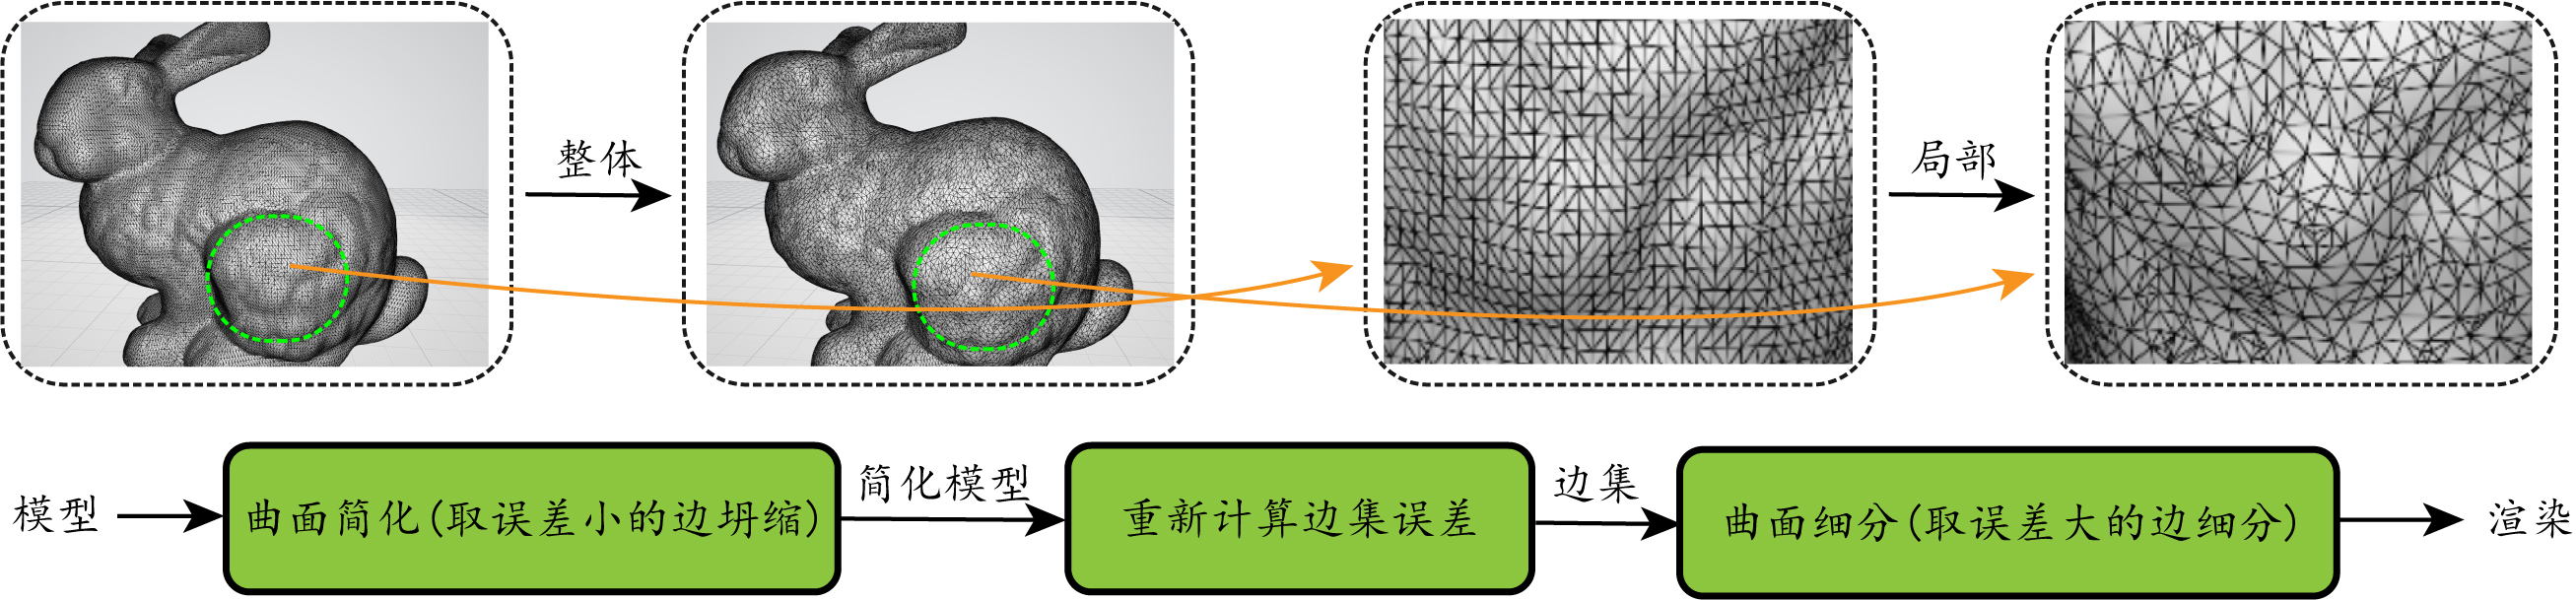 整体
局部
模型
曲面简化(取误差小的边坍缩)
简化模型
重新计算边集误差
边集
曲面细分(取误差大的边细分)
渲染